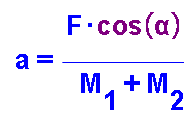 a = F·cos(α)
M₁ + M₂